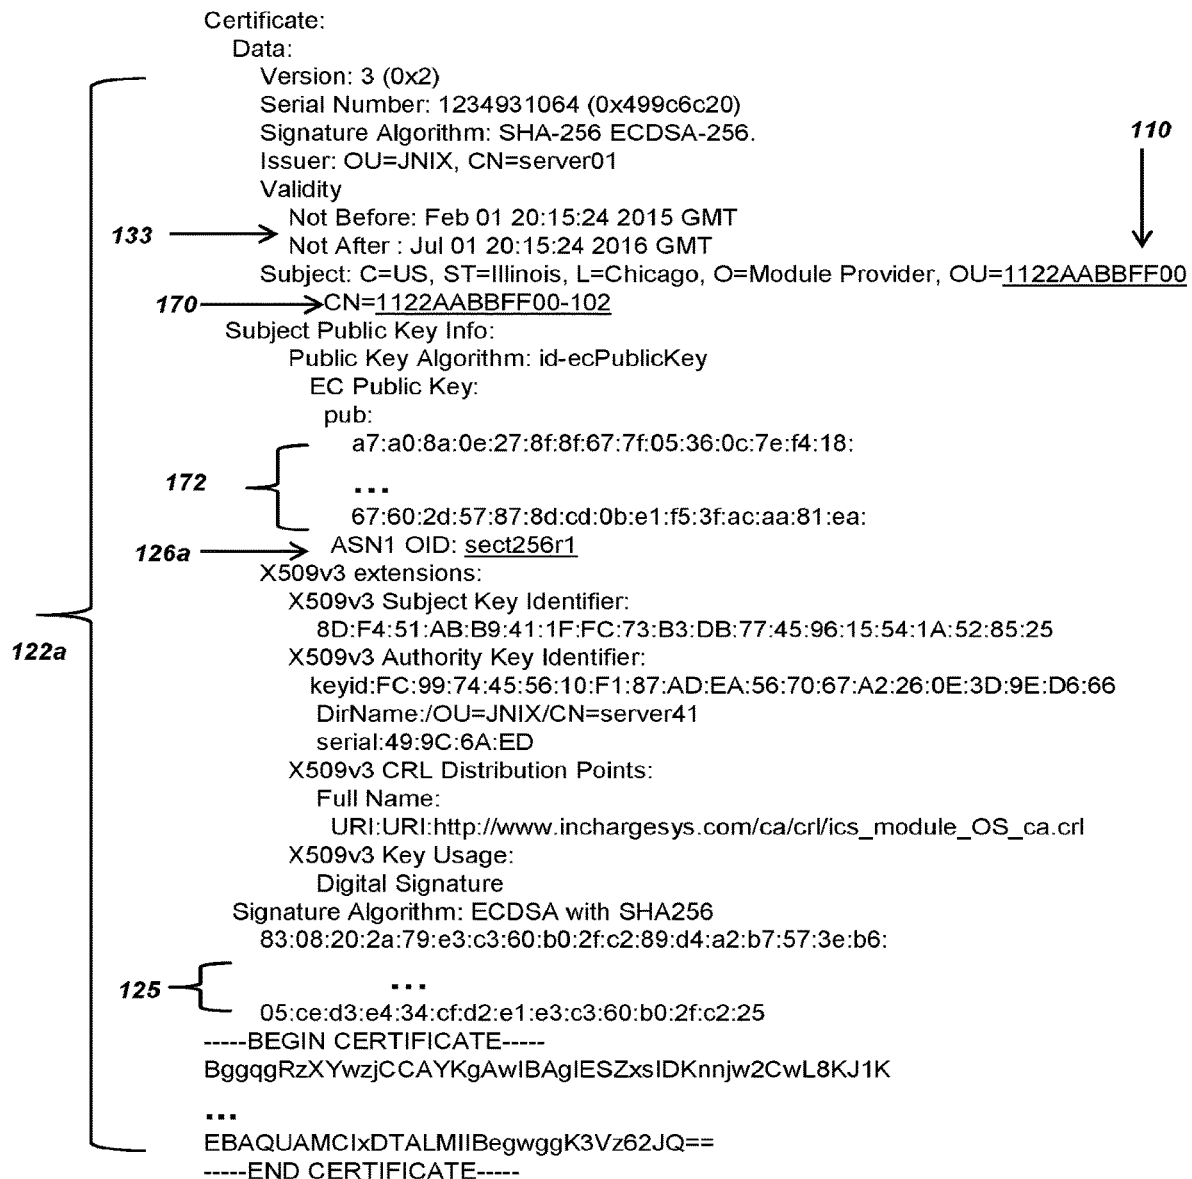 Certificate:
Data:
Version: 3 (0x2)
Serial Number: 1234931064 (0x499c6c20)
Signature Algorithm: SHA-256 ECDSA-256.
110
Issuer: OU=JNIX, CN=server01
Validity
Not Before: Feb 01 20:15:24 2015 GMT
133
Not After : Jul 01 20:15:24 2016 GMT
Subject: C=US, ST=Illinois, L=Chicago, O=Module Provider, OU=1122AABBFF00
170
CN=1122AABBFF00-102
Subject Public Key Info:
Public Key Algorithm: id-ecPublicKey
EC Public Key:
pub:
a7:a0:8a:0e:27:8f:8f:67:7f:05:36:0c:7e:f4:18:
172
...
67:60:2d:57:87:8d:cd:0b:e1:f5:3f:ac:aa:81:ea:
126a
ASN1 OID: sect256r1
X509v3 extensions:
X509v3 Subject Key Identifier:
8D:F4:51:AB:B9:41:1F:FC:73:B3:DB:77:45:96:15:54:1A:52:85:25
122a
X509v3 Authority Key Identifier:
keyid:FC:99:74:45:56:10:F1:87:AD:EA:56:70:67:A2:26:0E:3D:9E:D6:66
DirName:/OU=JNIX/CN=server41
serial:49:9C:6A:ED
X509v3 CRL Distribution Points:
Full Name:
URI:URI:http://www.inchargesys.com/ca/crl/ics_module_OS_ca.crl
X509v3 Key Usage:
Digital Signature
Signature Algorithm: ECDSA with SHA256
83:08:20:2a:79:e3:c3:60:b0:2f:c2:89:d4:a2:b7:57:3e:b6:
125
...
05:ce:d3:e4:34:cf:d2:e1:e3:c3:60:b0:2f:c2:25
-----BEGIN CERTIFICATE-----
BggqgRzXYwzjCCAYKgAwIBAgIESZxsIDKnnjw2CwL8KJ1K
...
EBAQUAMCIxDTALMIIBegwggK3Vz62JQ==
-----END CERTIFICATE-----